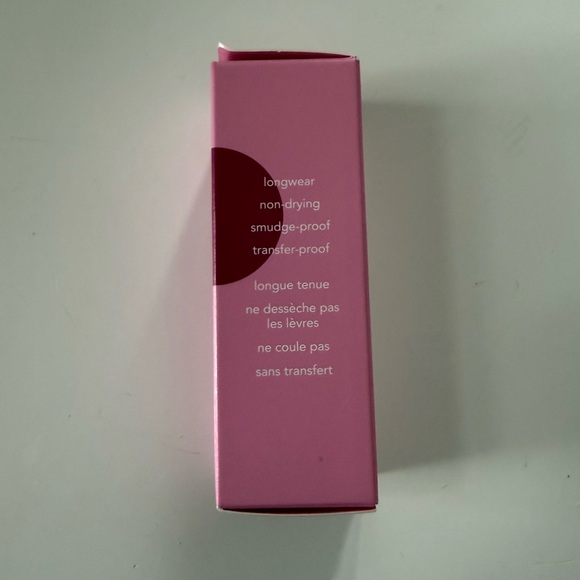 longwear
non-drying
smudge-proof
transfer-proof
longue tenue
ne dessèche pas
les lèvres
ne coule pas
sans transfert